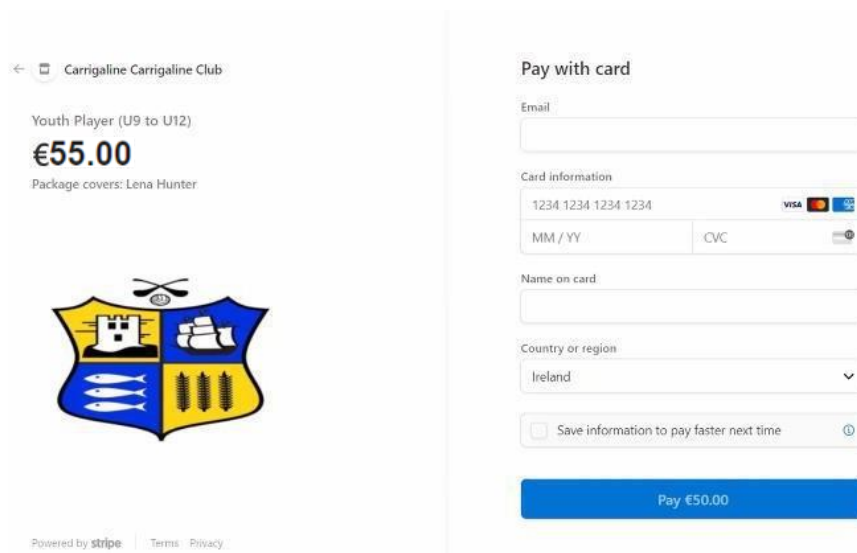 Carrigaline Carrigaline Club
Youth Player (U9 to U12)
€55.00
Package covers: Lena Hunter
Powered by stripe
Terms Privacy
Pay with card
Email
Card information
1234 1234 1234 1234
VISA
MM / YY
CVC
Name on card
Country or region
Ireland
Save information to pay faster next time
Pay €50.00